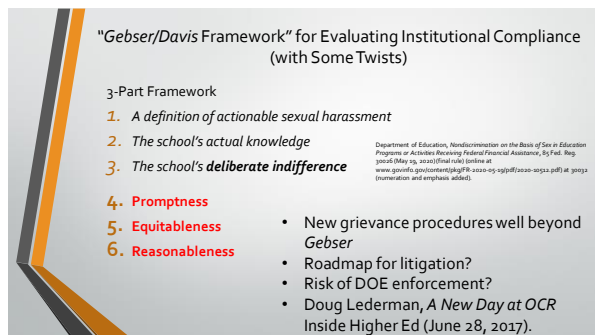 “Gebser/Davis Framework” for Evaluating Institutional Compliance
(with Some Twists)
3-Part Framework
1. A definition of actionable sexual harassment
2. The school’s actual knowledge
3. The school’s deliberate indifference
Department of Education, Nondiscrimination on the Basis of Sex in Education
Programs or Activities Receiving Federal Financial Assistance, 85 Fed. Reg.
30026 (May 19, 2020) (final rule) (online at
www.govinfo.gov/content/pkg/FR-2020-05-19/pdf/2020-10512.pdf) at 30032
(numeration and emphasis added).
4. Promptness
5. Equitableness
6. Reasonableness
• New grievance procedures well beyond
Gebser
• Roadmap for litigation?
• Risk of DOE enforcement?
• Doug Lederman, A New Day at OCR
Inside Higher Ed (June 28, 2017).